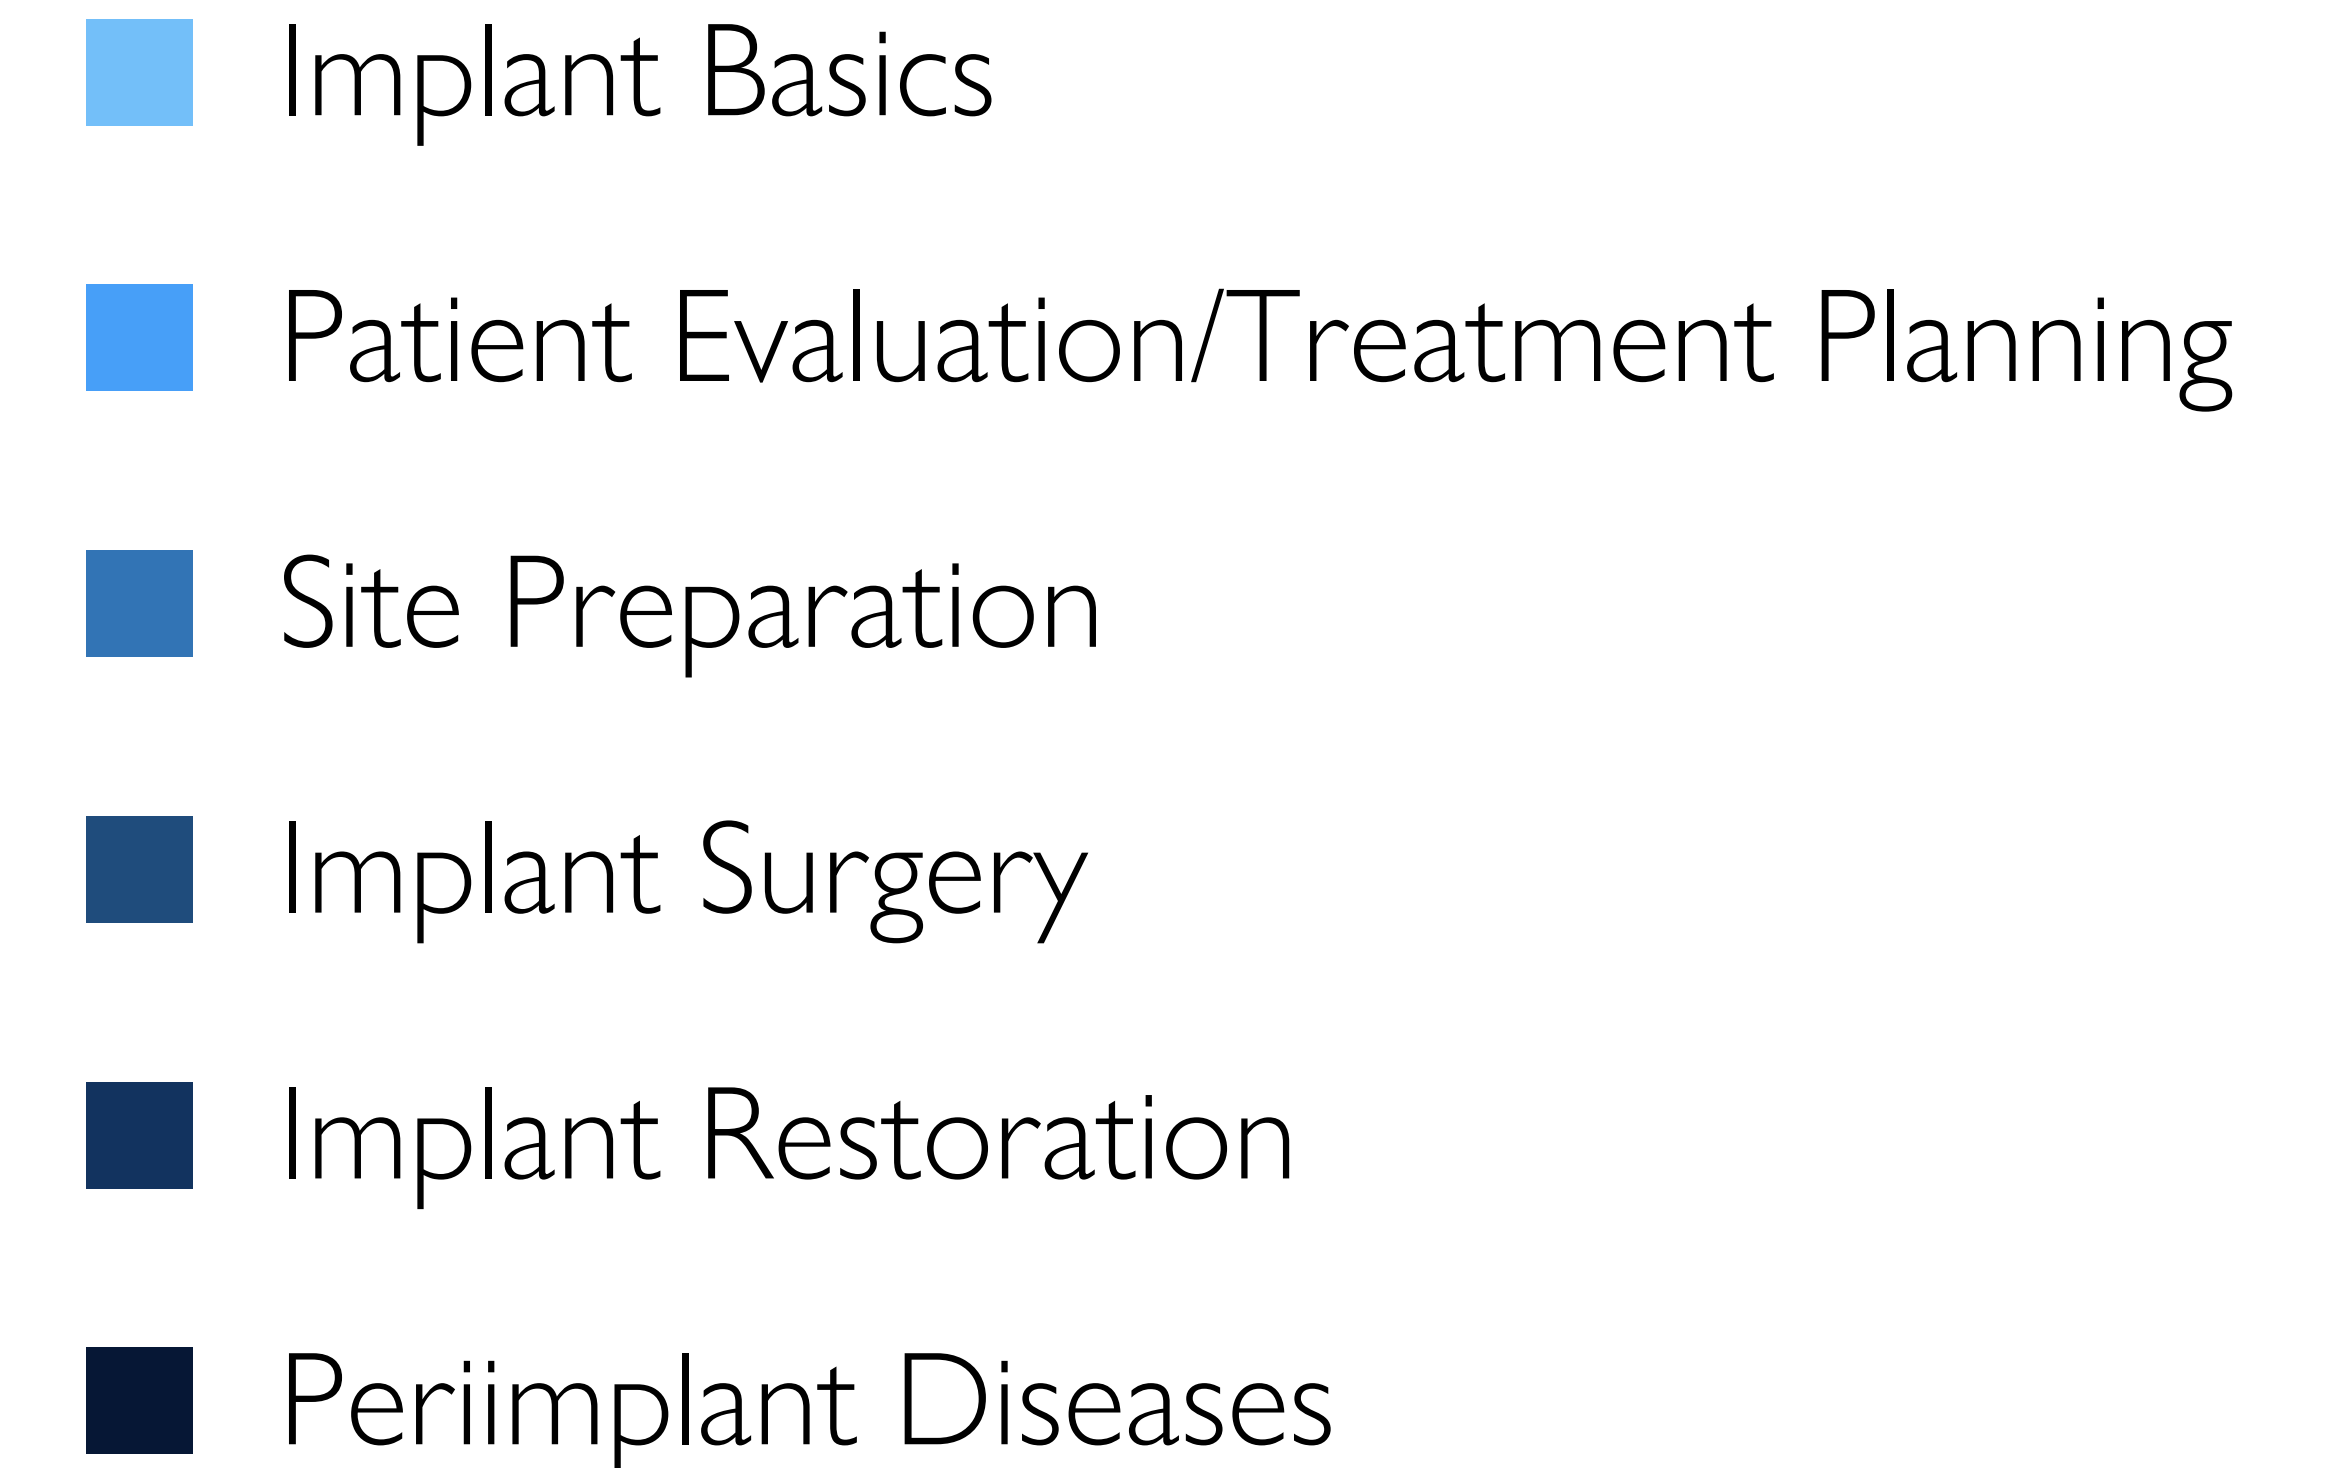 Implant Basics
Patient Evaluation/Treatment Planning
Site Preparation
Implant Surgery
Implant Restoration
Periimplant Diseases